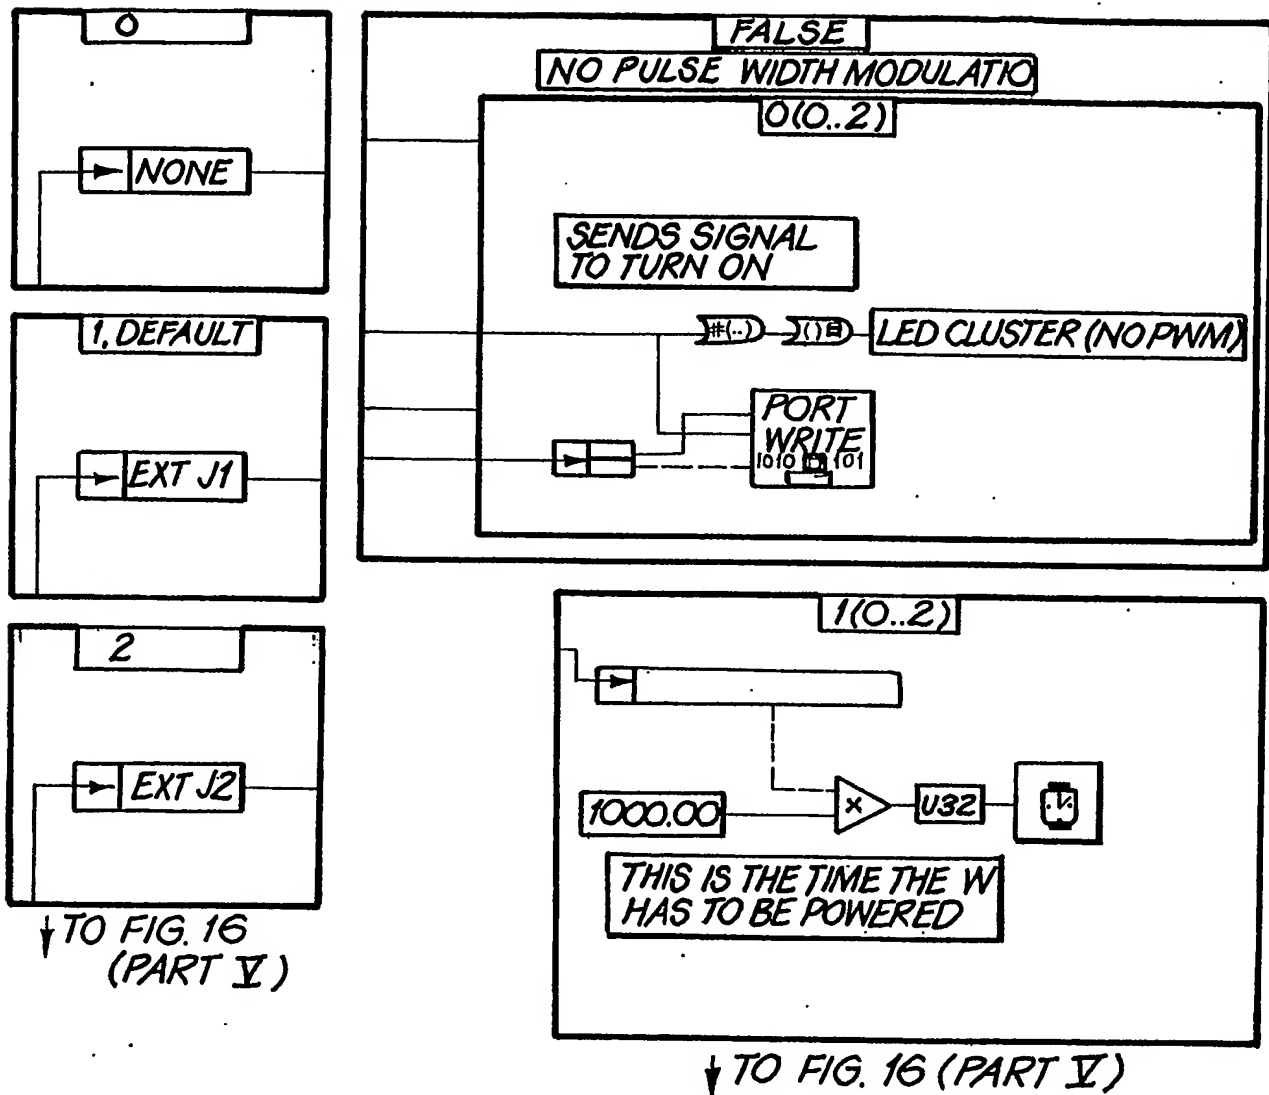 0
NONE
1, DEFAULT
EXT J1
2
EXT J2
TO FIG. 16
(PART V)
FALSE
NO PULSE WIDTH MODULATIO
0(0..2)
SENDS SIGNAL
TO TURN ON
#(..)
()
LED CLUSTER (NO PWM)
PORT
WRITE
1010 101
1(0..2)
1000.00
X
U32
THIS IS THE TIME THE W
HAS TO BE POWERED
TO FIG. 16 (PART V)